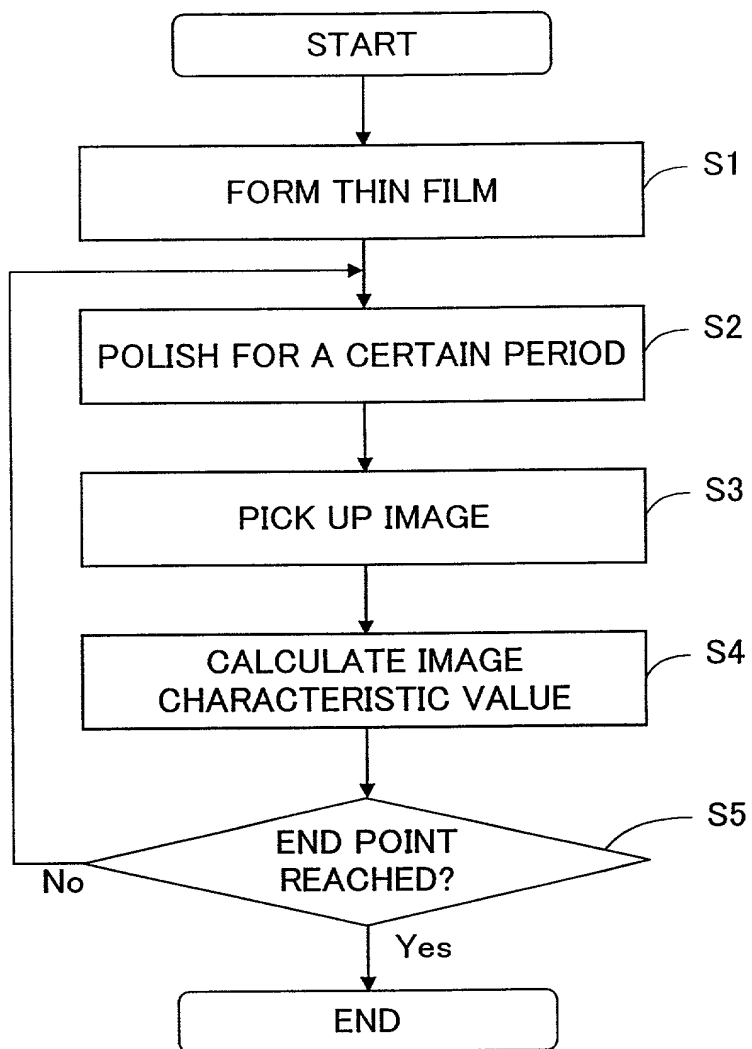 START
FORM THIN FILM
S1
POLISH FOR A CERTAIN PERIOD
S2
PICK UP IMAGE
S3
CALCULATE IMAGE
CHARACTERISTIC VALUE
S4
END POINT
REACHED?
S5
No
Yes
END